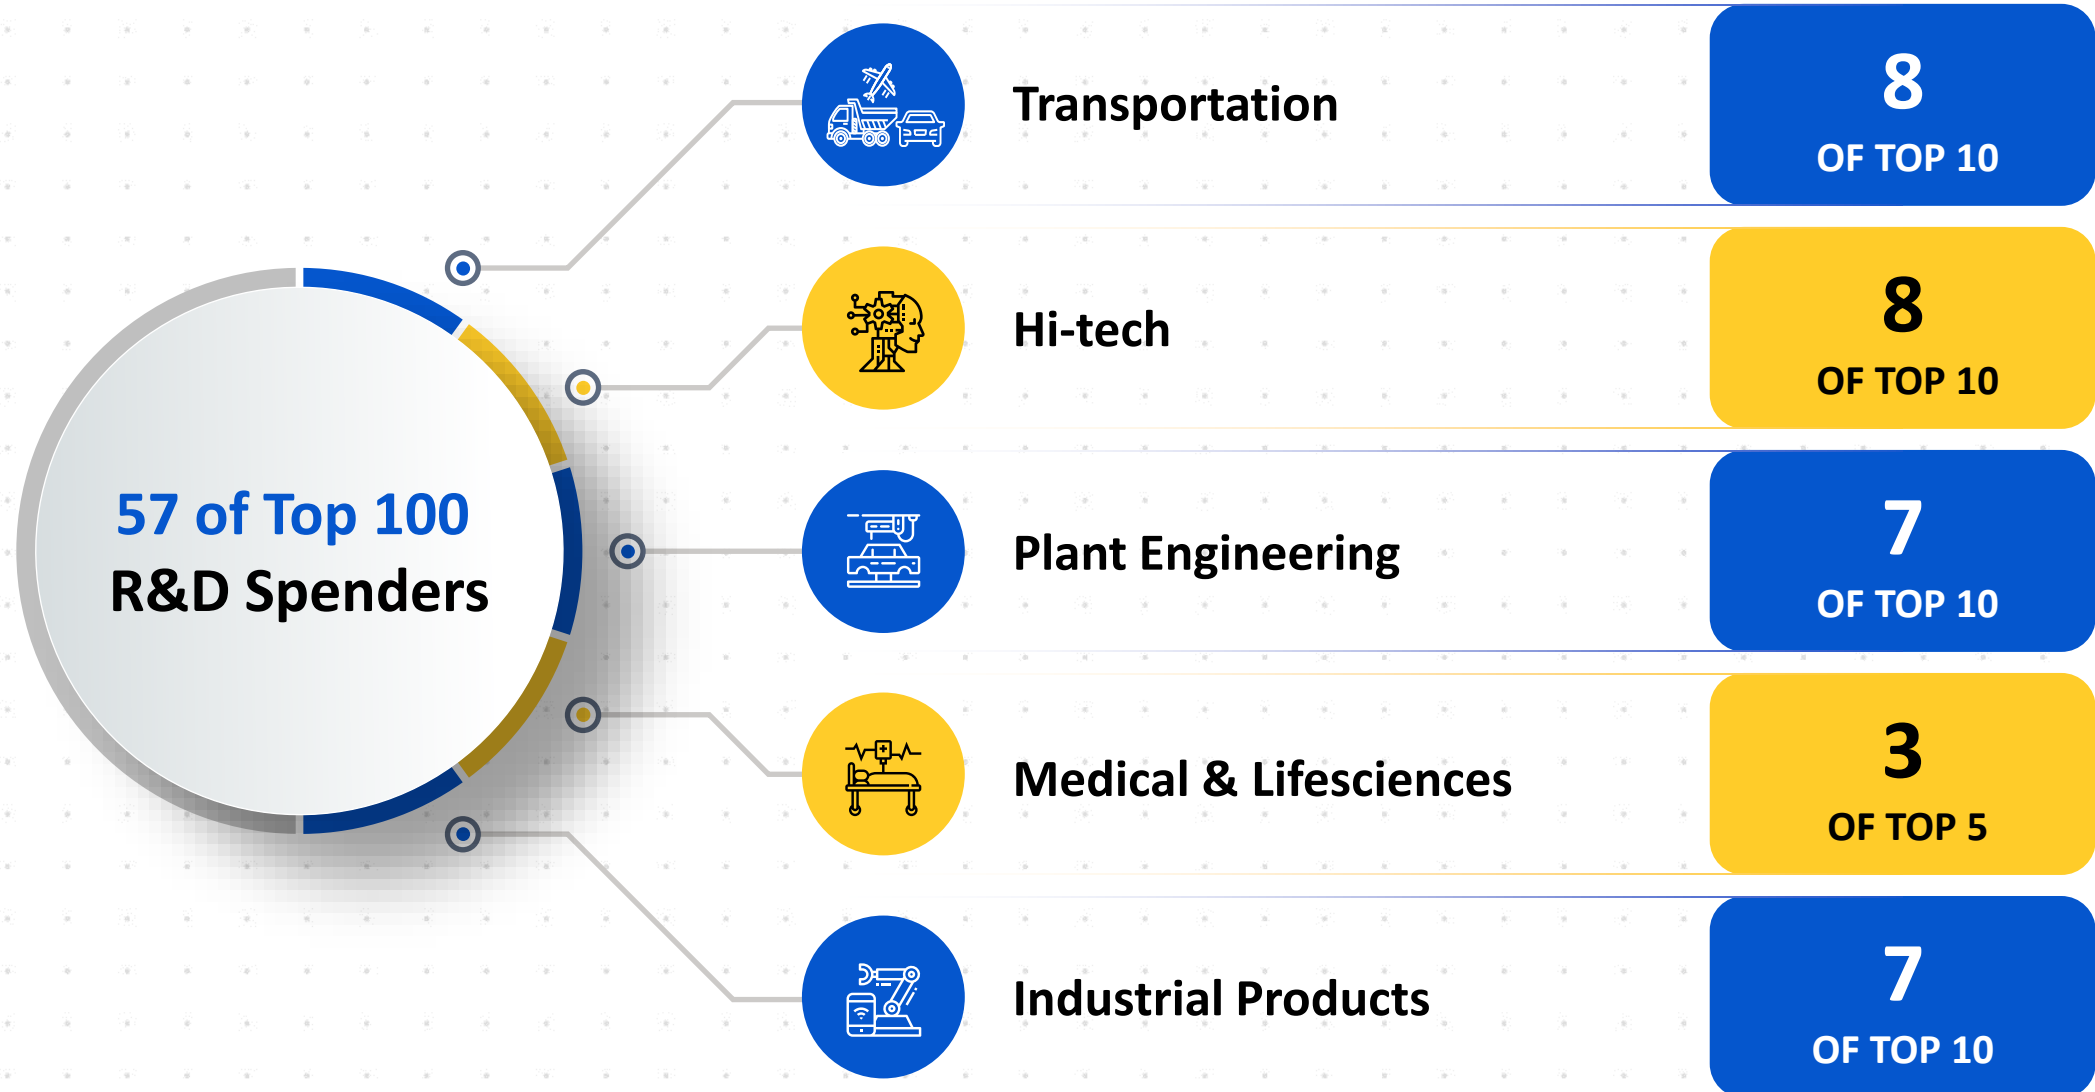 57 of Top 100
R&D Spenders
Transportation
8
OF TOP 10
Hi-tech
8
OF TOP 10
Plant Engineering
7
OF TOP 10
Medical & Lifesciences
3
OF TOP 5
Industrial Products
7
OF TOP 10